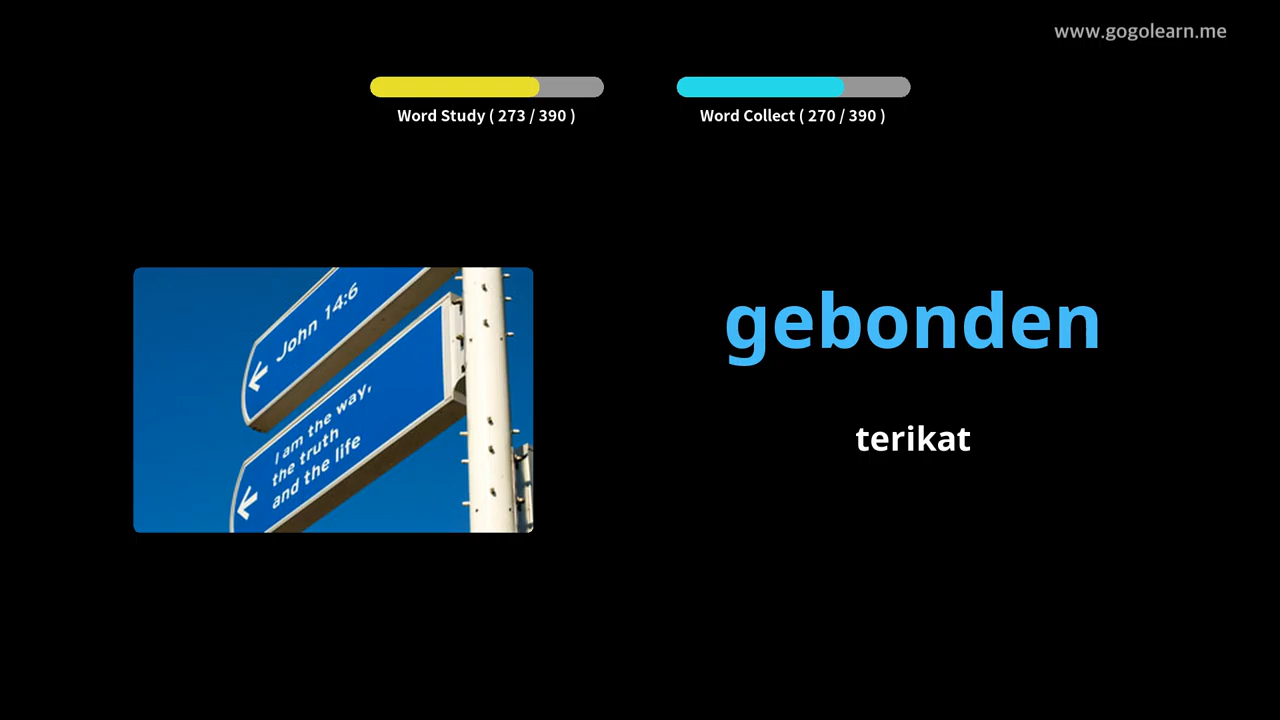 www.gogolearn.me
Word Study ( 273 / 390 )
Word Collect ( 270 / 390 )
John 14:6
I am the way,
the truth
and the life
gebonden
terikat